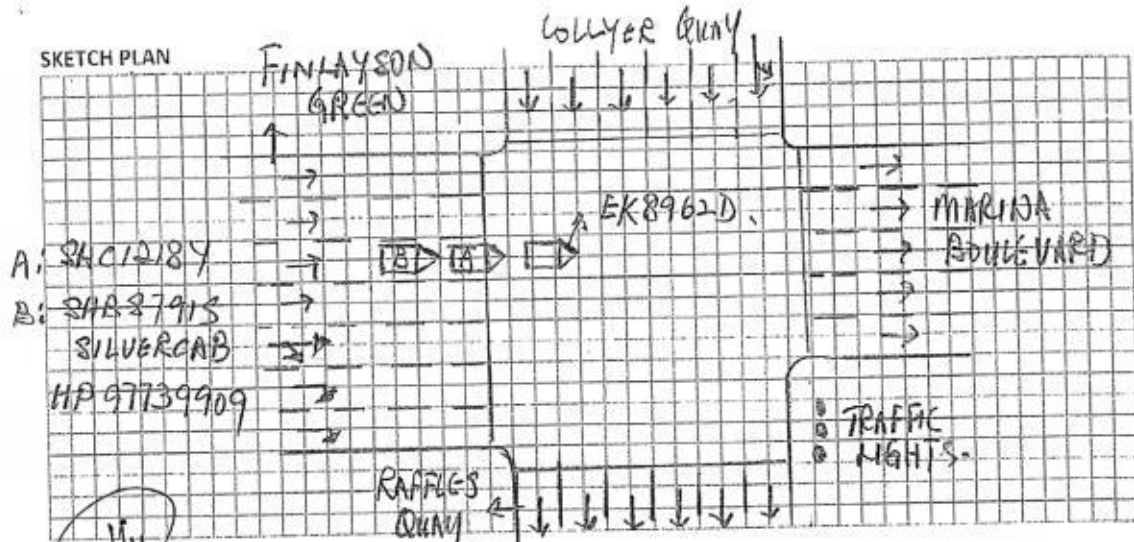 SKETCH PLAN
COLLYER QUAY
FINLAYSON
GREEN
EK8962D.
MARINA
BOULEVARD
A: SHC1218Y
B: SHB8791S
SILVERCAB
HP 97739909
B
A
TRAFFIC
LIGHTS.
RAFFLES
QUAY